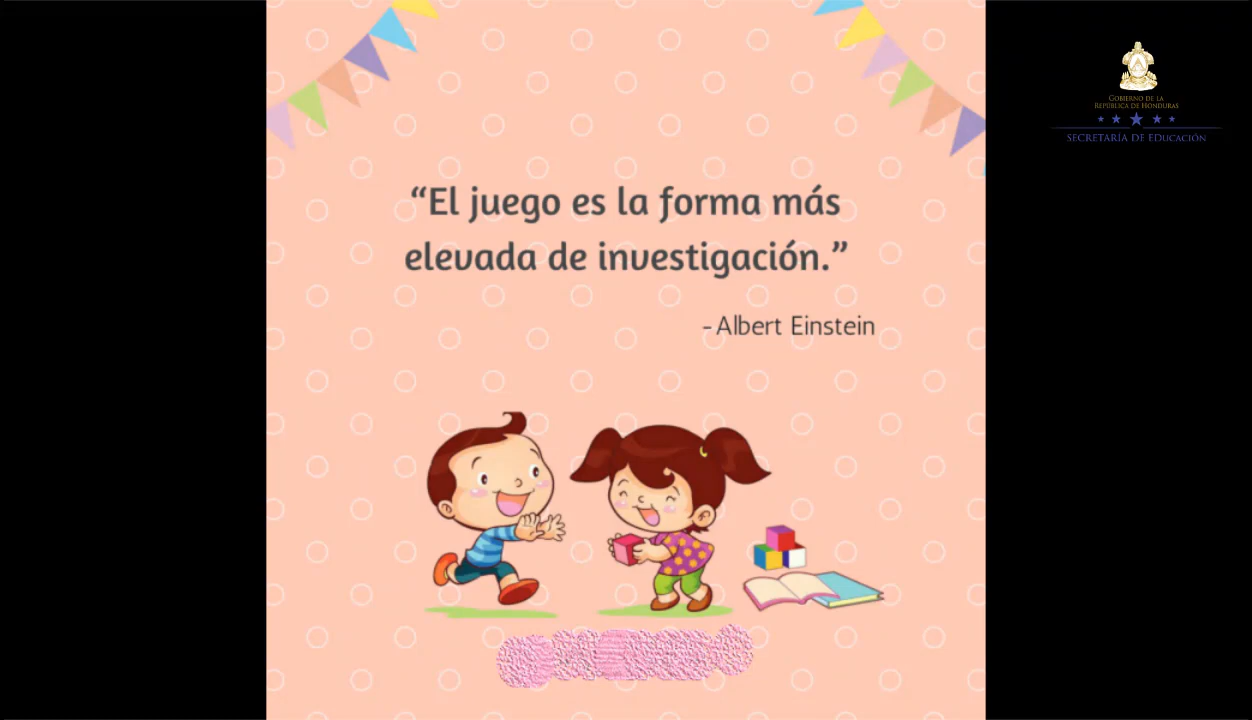 “El juego es la forma más
elevada de investigación.”
-Albert Einstein
GOBIERNO DE LA
REPÚBLICA DE HONDURAS
SECRETARÍA DE EDUCACIÓN